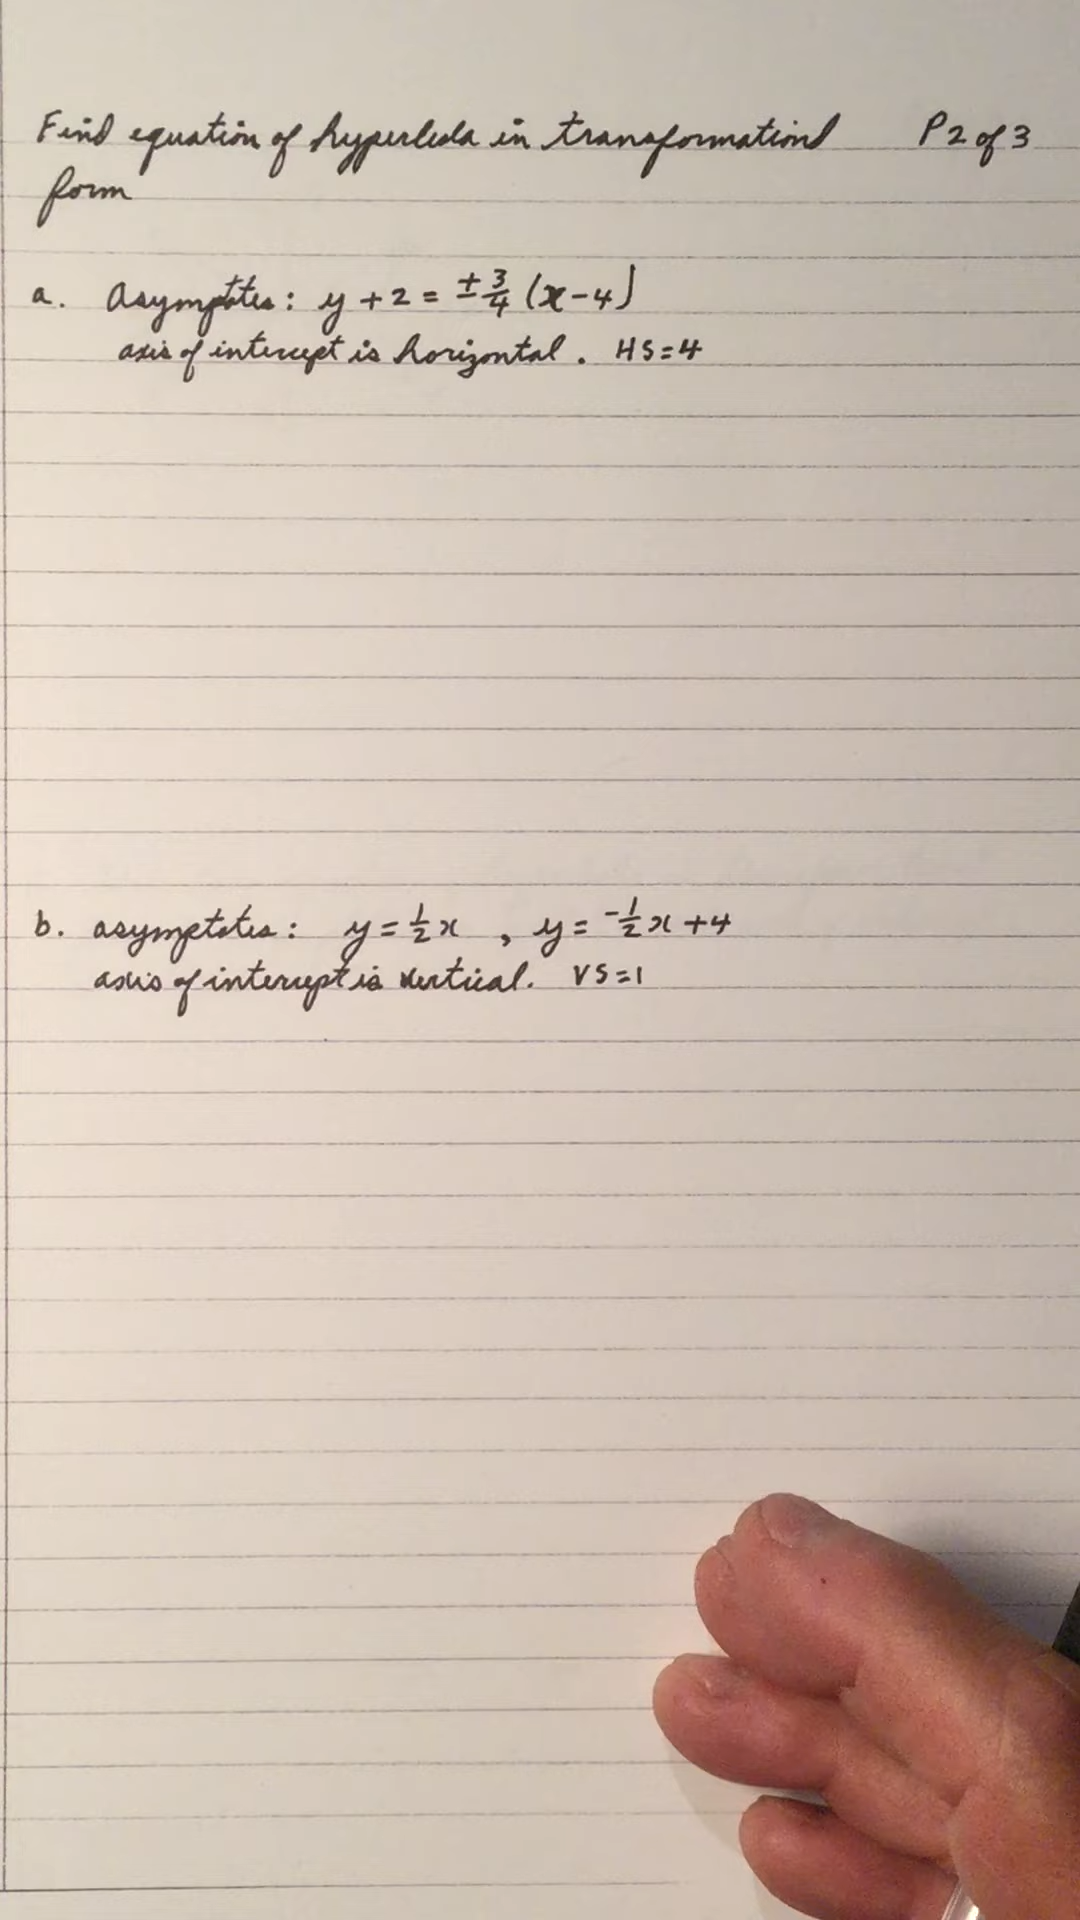 Find equation of hyperbola in transformational P2 of 3
form
a. Asymptotes: y + 2 = ± 3/4 (x - 4)
axis of intercept is horizontal. HS = 4
b. asymptotes: y = 1/2 x , y = -1/2 x + 4
axis of intercept is vertical. VS = 1